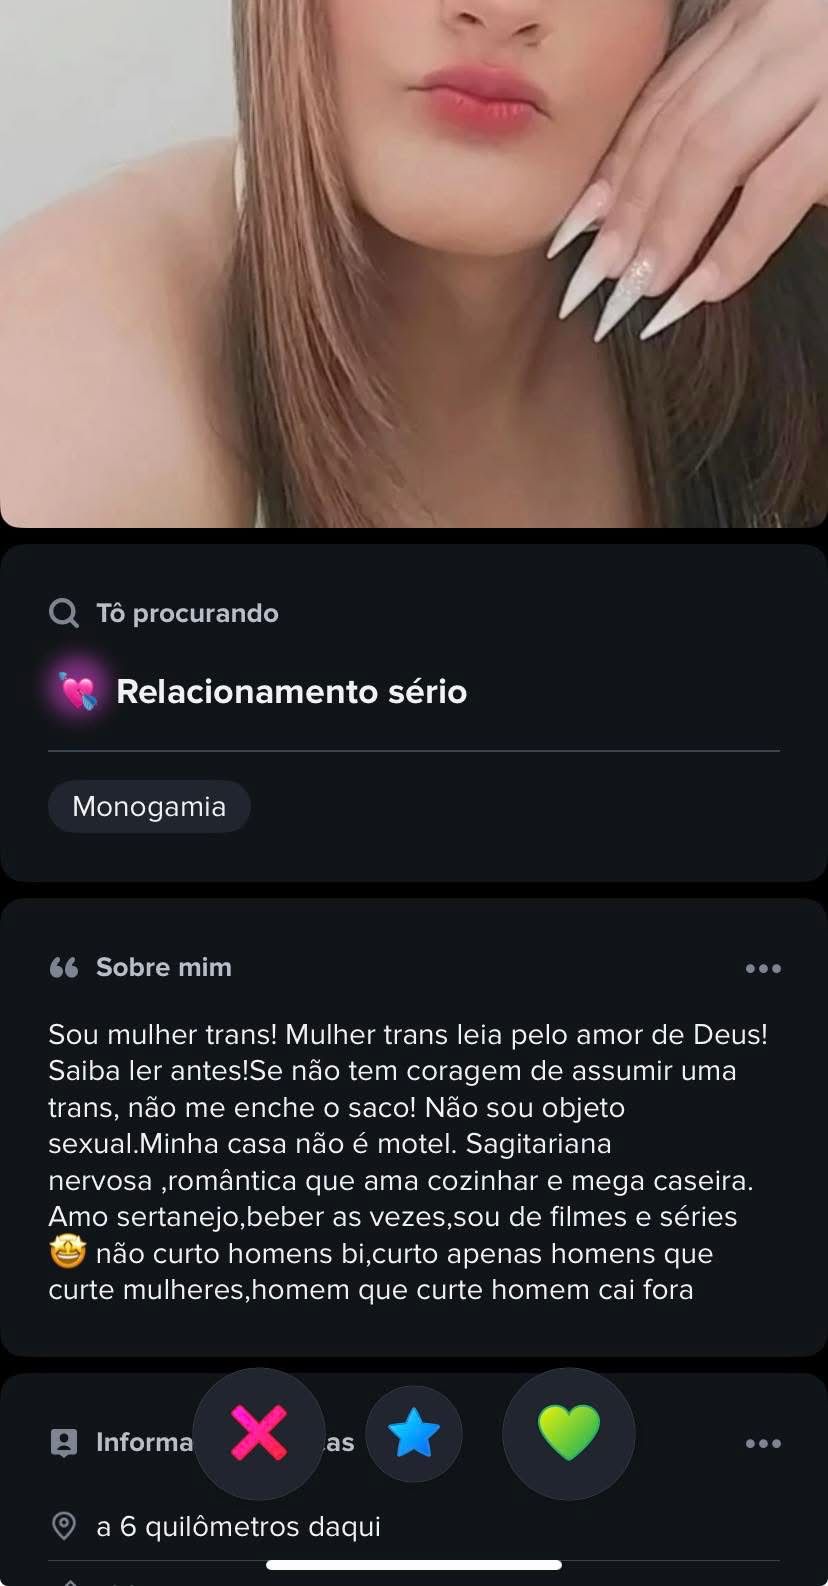 Tô procurando
Relacionamento sério
Monogamia
Sobre mim
Sou mulher trans! Mulher trans leia pelo amor de Deus!
Saiba ler antes!Se não tem coragem de assumir uma
trans, não me enche o saco! Não sou objeto
sexual.Minha casa não é motel. Sagitariana
nervosa ,romântica que ama cozinhar e mega caseira.
Amo sertanejo,beber as vezes,sou de filmes e séries
🤩 não curto homens bi,curto apenas homens que
curte mulheres,homem que curte homem cai fora
a 6 quilômetros daqui